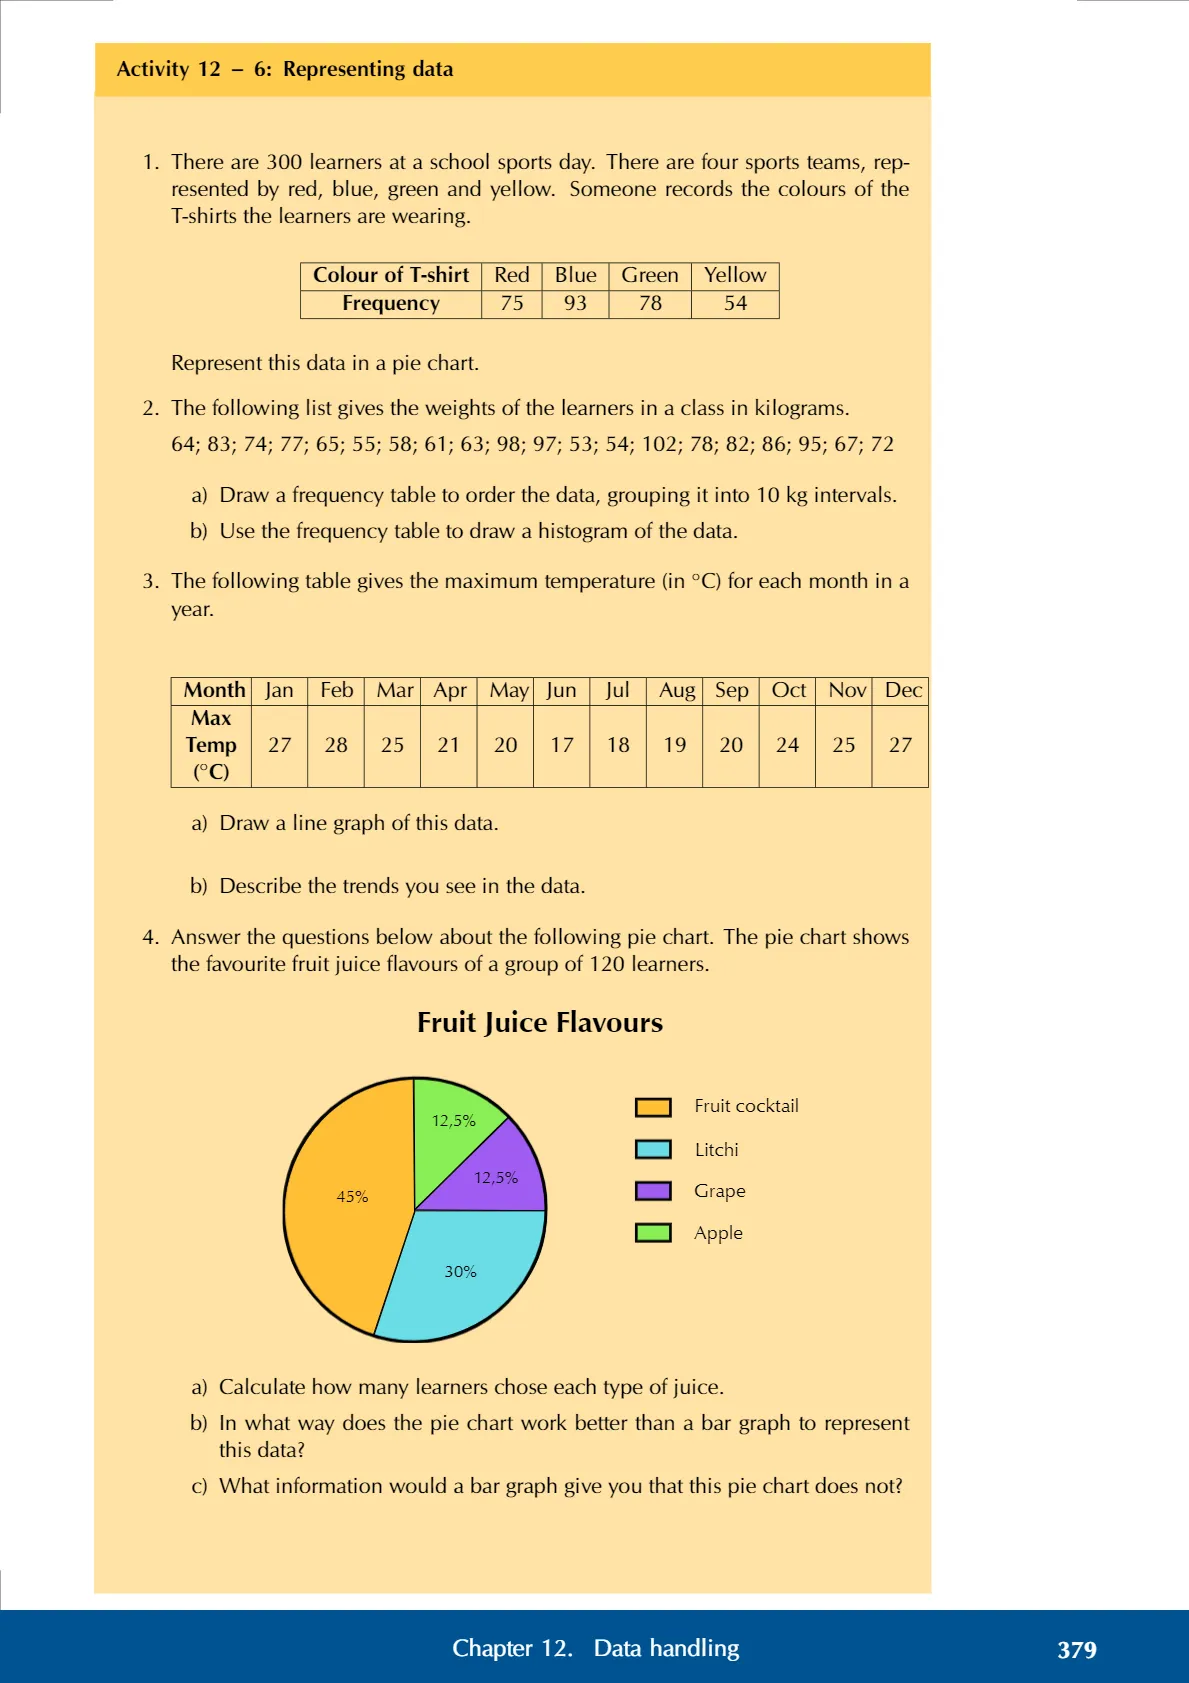 Activity 12 – 6: Representing data
1. There are 300 learners at a school sports day. There are four sports teams, rep-
resented by red, blue, green and yellow. Someone records the colours of the
T-shirts the learners are wearing.
Colour of T-shirt Red Blue Green Yellow
Frequency 75 93 78 54
Represent this data in a pie chart.
2. The following list gives the weights of the learners in a class in kilograms.
64; 83; 74; 77; 65; 55; 58; 61; 63; 98; 97; 53; 54; 102; 78; 82; 86; 95; 67; 72
a) Draw a frequency table to order the data, grouping it into 10 kg intervals.
b) Use the frequency table to draw a histogram of the data.
3. The following table gives the maximum temperature (in °C) for each month in a
year.
Month Jan Feb Mar Apr May Jun Jul Aug Sep Oct Nov Dec
Max
Temp 27 28 25 21 20 17 18 19 20 24 25 27
(°C)
a) Draw a line graph of this data.
b) Describe the trends you see in the data.
4. Answer the questions below about the following pie chart. The pie chart shows
the favourite fruit juice flavours of a group of 120 learners.
Fruit Juice Flavours
12,5%
12,5%
45%
30%
Fruit cocktail
Litchi
Grape
Apple
a) Calculate how many learners chose each type of juice.
b) In what way does the pie chart work better than a bar graph to represent
this data?
c) What information would a bar graph give you that this pie chart does not?
Chapter 12. Data handling 379